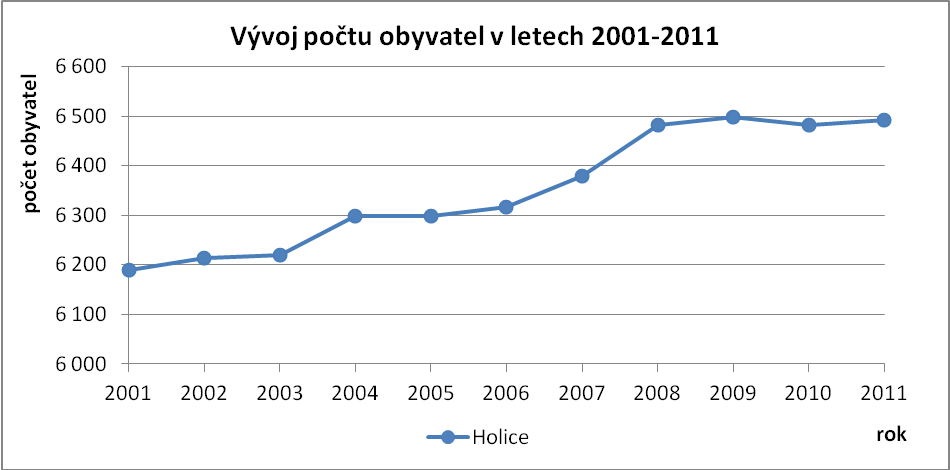 Vývoj počtu obyvatel v letech 2001-2011
počet obyvatel
6 600
6 500
6 400
6 300
6 200
6 100
6 000
2001 2002 2003 2004 2005 2006 2007 2008 2009 2010 2011
rok
Holice